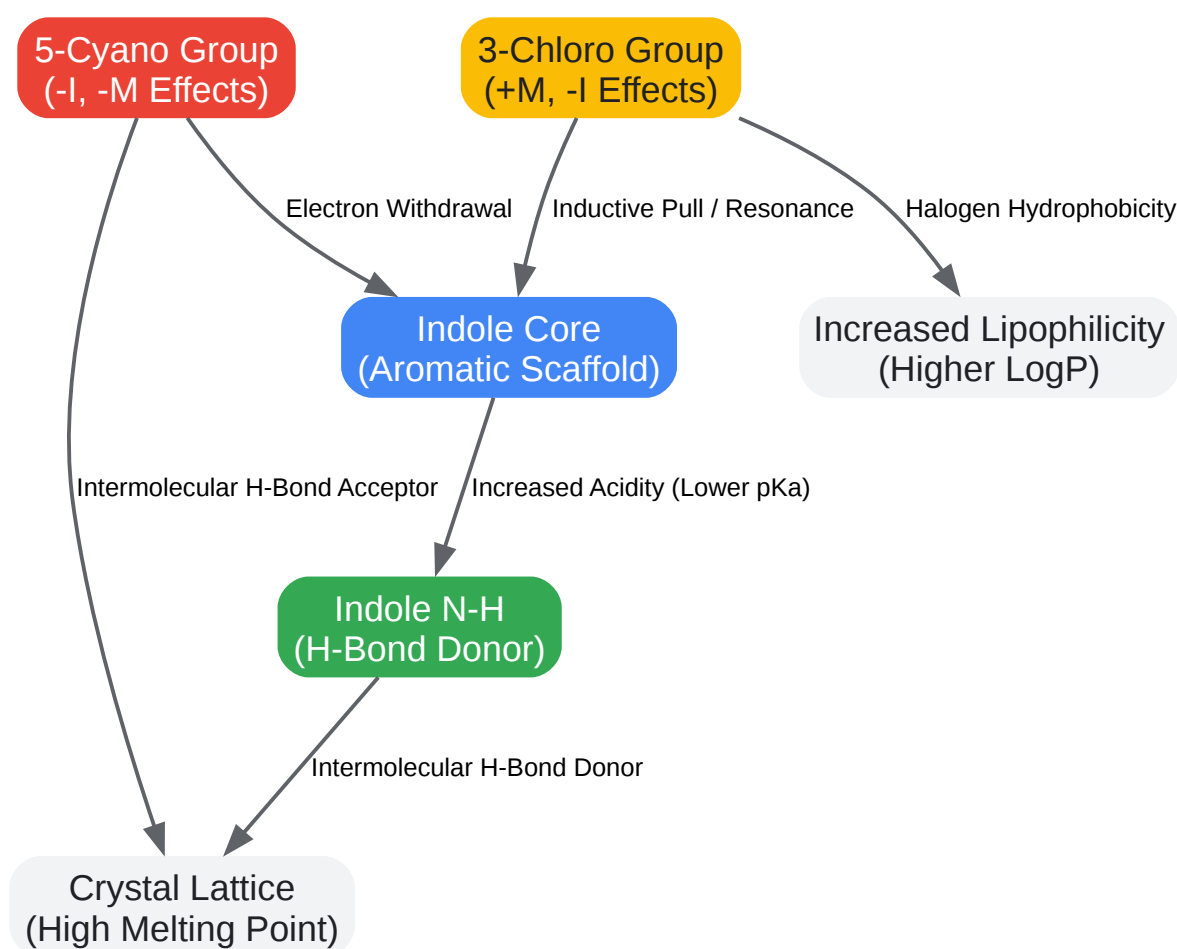 5-Cyano Group
(-I, -M Effects)
3-Chloro Group
(+M, -I Effects)
Electron Withdrawal
Inductive Pull / Resonance
Halogen Hydrophobicity
Indole Core
(Aromatic Scaffold)
Increased Lipophilicity
(Higher LogP)
Intermolecular H-Bond Acceptor
Increased Acidity (Lower pKa)
Indole N-H
(H-Bond Donor)
Intermolecular H-Bond Donor
Crystal Lattice
(High Melting Point)